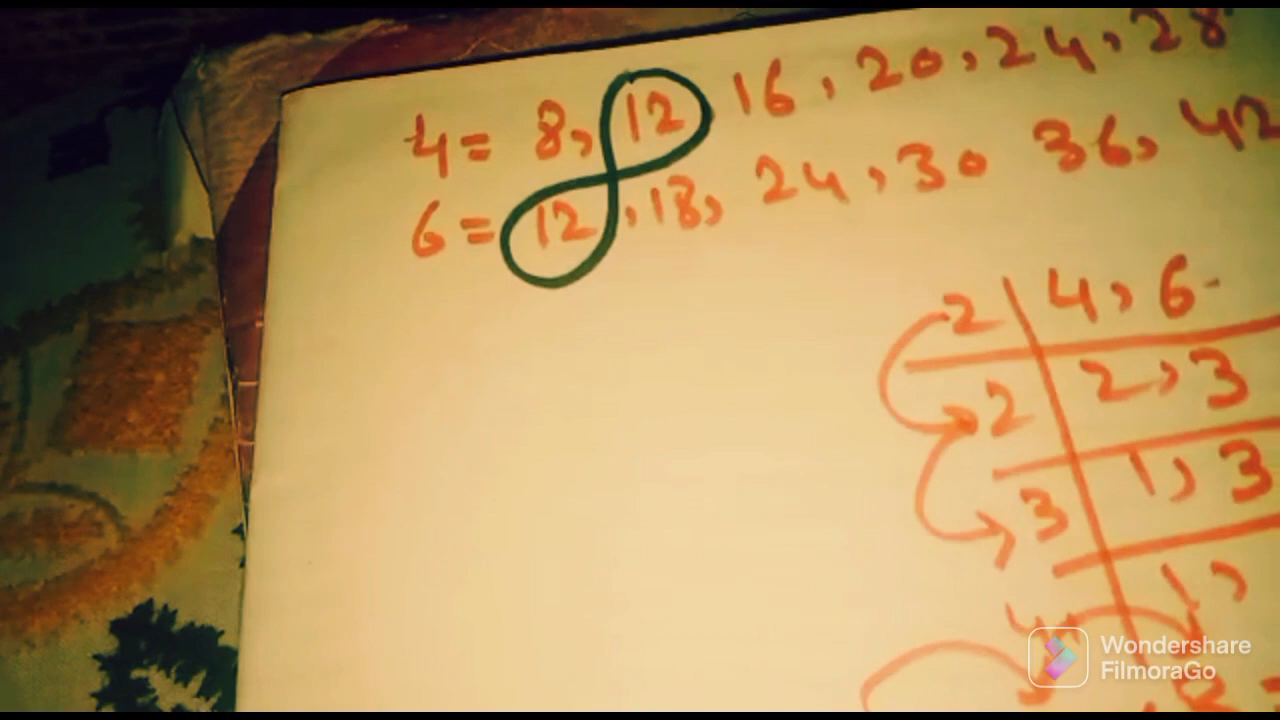 4= 8, 12 16, 20, 24, 28
6= 12, 18, 24, 30 36, 42
2 4, 6
2 2, 3
3 1, 3
1,
Wondershare
FilmoraGo